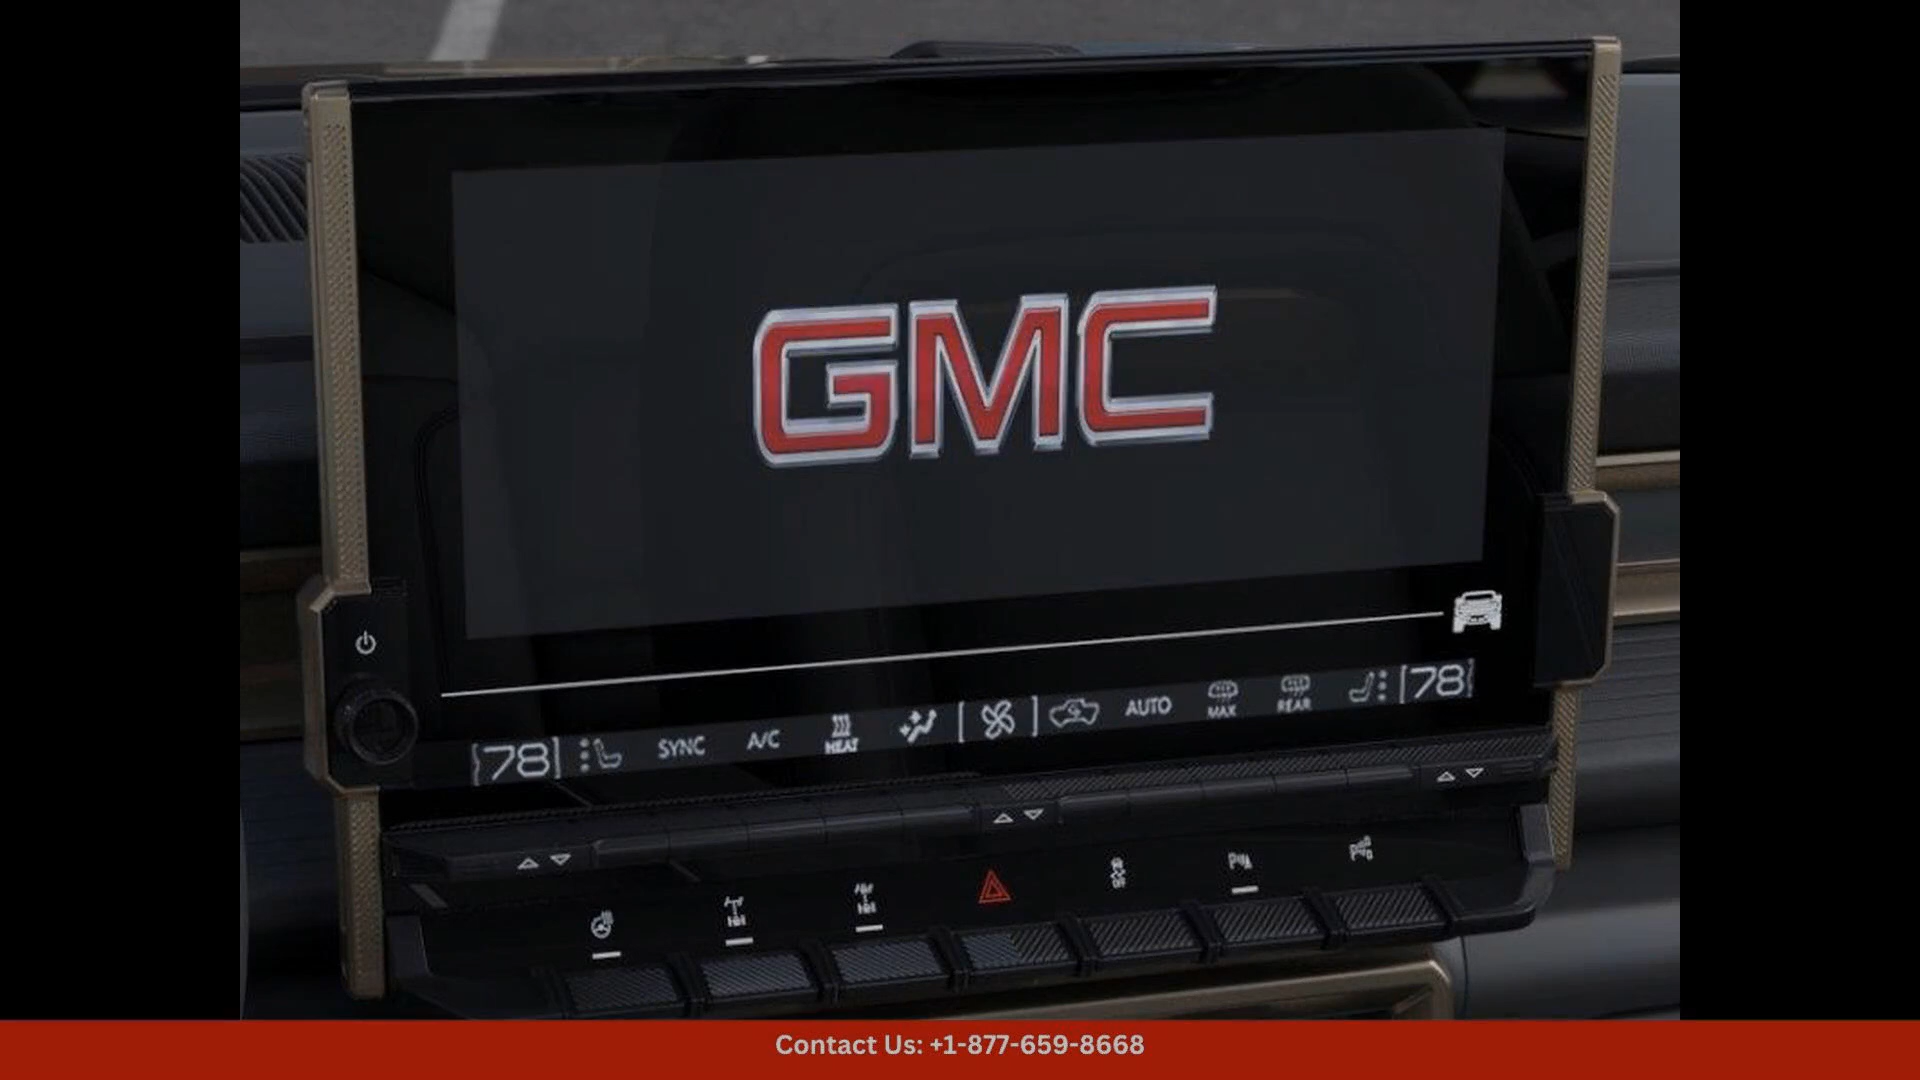 GMC
78 SYNC A/C HEAT AUTO MAX REAR 78
Contact Us: +1-877-659-8668